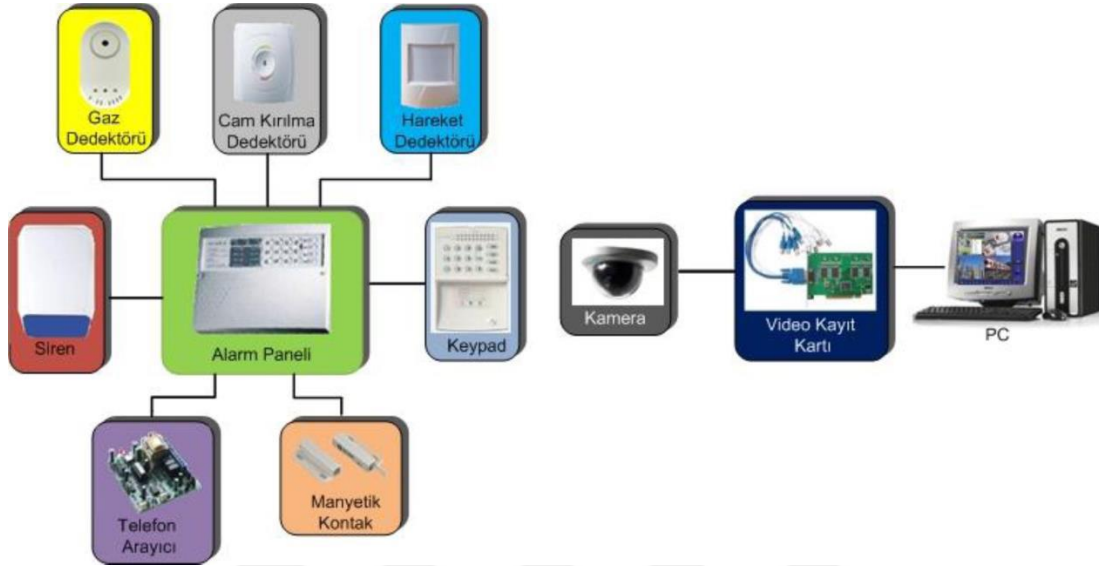 Gaz
Dedektörü
Cam Kırılma
Dedektörü
Hareket
Dedektörü
Siren
Alarm Paneli
Keypad
Kamera
Video Kayıt
Kartı
PC
Telefon
Arayıcı
Manyetik
Kontak